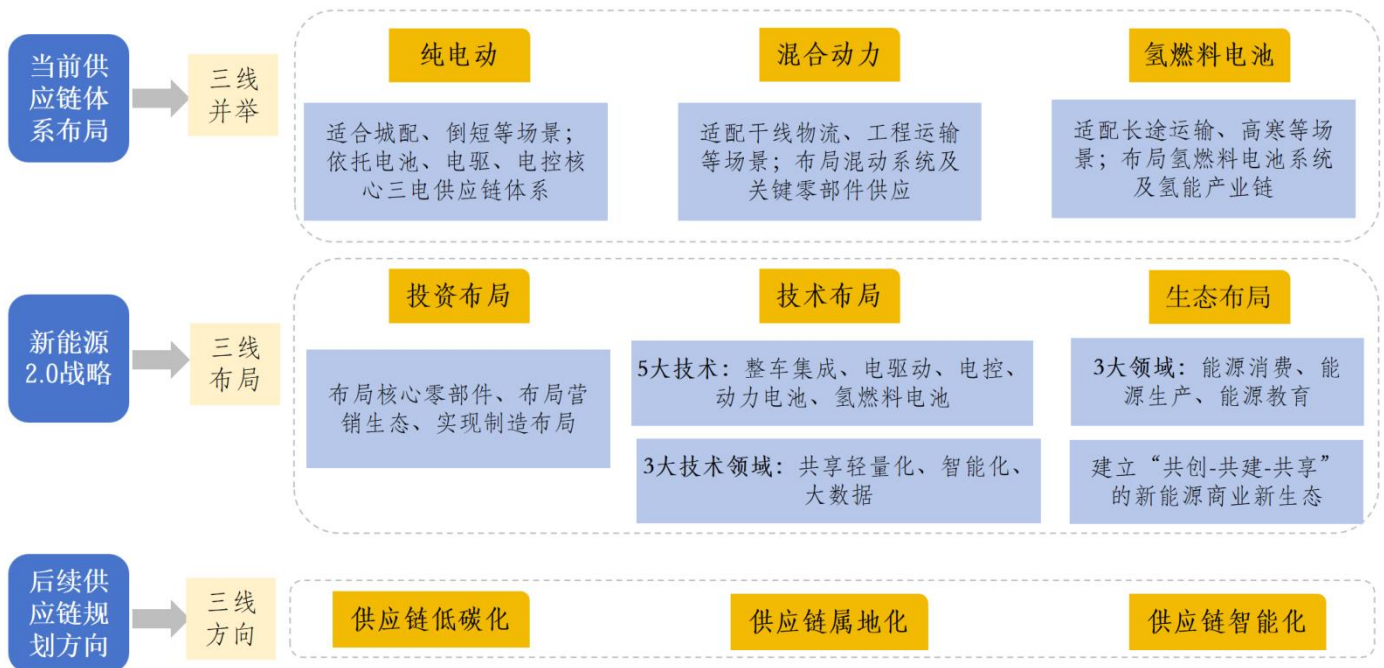 当前供
应链体
系布局
三线
并举
纯电动
适合城配、倒短等场景；
依托电池、电驱、电控核
心三电供应链体系
混合动力
适配干线物流、工程运输
等场景；布局混动系统及
关键零部件供应
氢燃料电池
适配长途运输、高寒等场
景；布局氢燃料电池系统
及氢能产业链
新能源
2.0战略
三线
布局
投资布局
布局核心零部件、布局营
销生态、实现制造布局
技术布局
5大技术：整车集成、电驱动、电控、
动力电池、氢燃料电池
3大技术领域：共享轻量化、智能化、
大数据
生态布局
3大领域：能源消费、能
源生产、能源教育
建立“共创-共建-共享”
的新能源商业新生态
后续供
应链规
划方向
三线
方向
供应链低碳化
供应链属地化
供应链智能化